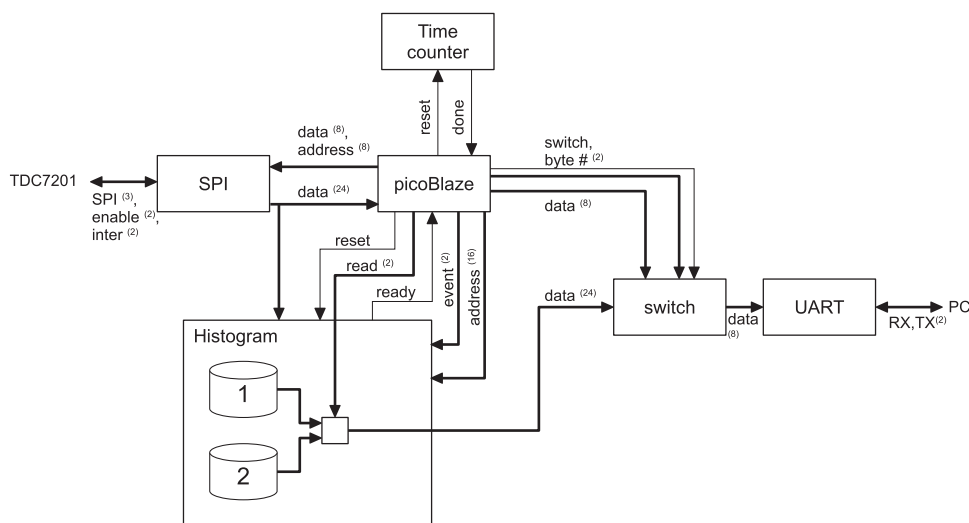 Time
counter
reset
done
data (8),
address (8)
switch,
byte # (2)
TDC7201
SPI
picoBlaze
data (24)
data (8)
SPI (3),
enable (2),
inter (2)
reset
read (2)
ready
event (2)
address (16)
data (24)
switch
UART
PC
data
(8)
RX,TX(2)
Histogram
1
2